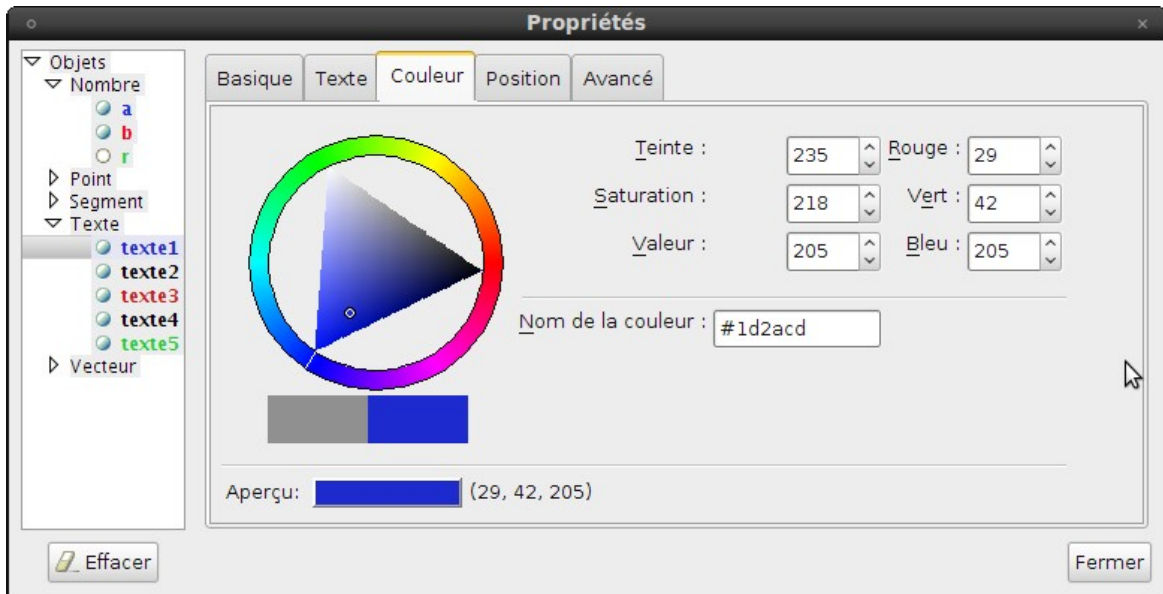 Propriétés
Objets
Nombre
a
b
r
Point
Segment
Texte
texte1
texte2
texte3
texte4
texte5
Vecteur
Basique Texte Couleur Position Avancé
Teinte : 235 Rouge : 29
Saturation : 218 Vert : 42
Valeur : 205 Bleu : 205
Nom de la couleur : #1d2acd
Aperçu: (29, 42, 205)
Effacer Fermer